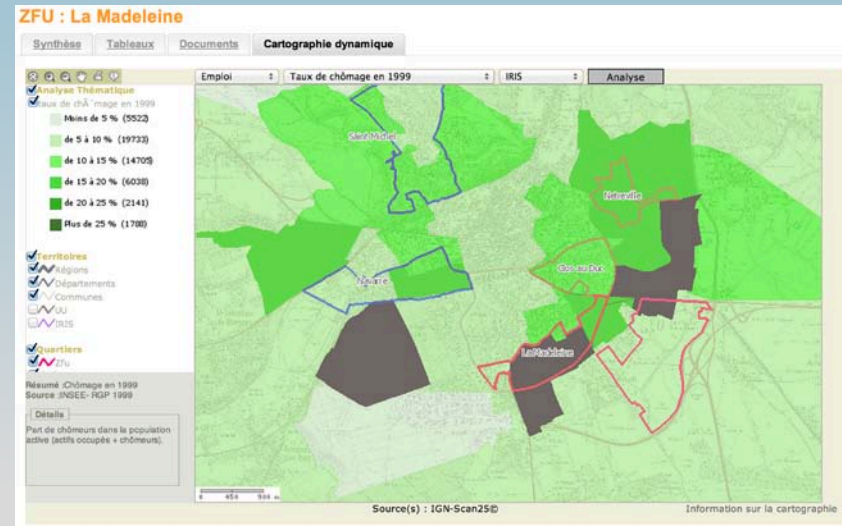 ZFU : La Madeleine
Synthèse Tableaux Documents Cartographie dynamique
Emploi Taux de chômage en 1999 IRIS Analyse
Analyse Thématique
taux de chÃ´mage en 1999
Moins de 5 % (5522)
de 5 à 10 % (19733)
de 10 à 15 % (14705)
de 15 à 20 % (6038)
de 20 à 25 % (2141)
Plus de 25 % (1788)
Territoires
Régions
Départements
Communes
UU
IRIS
Quartiers
Zfu
Résumé :Chômage en 1999
Source :INSEE- RGP 1999
Détails
Part de chômeurs dans la population
active (actifs occupés + chômeurs).
Saint Michel
Netreville
Clos au Duc
Navarre
La Madeleine
0 450 900 m
Source(s) : IGN-Scan25©
Information sur la cartographie